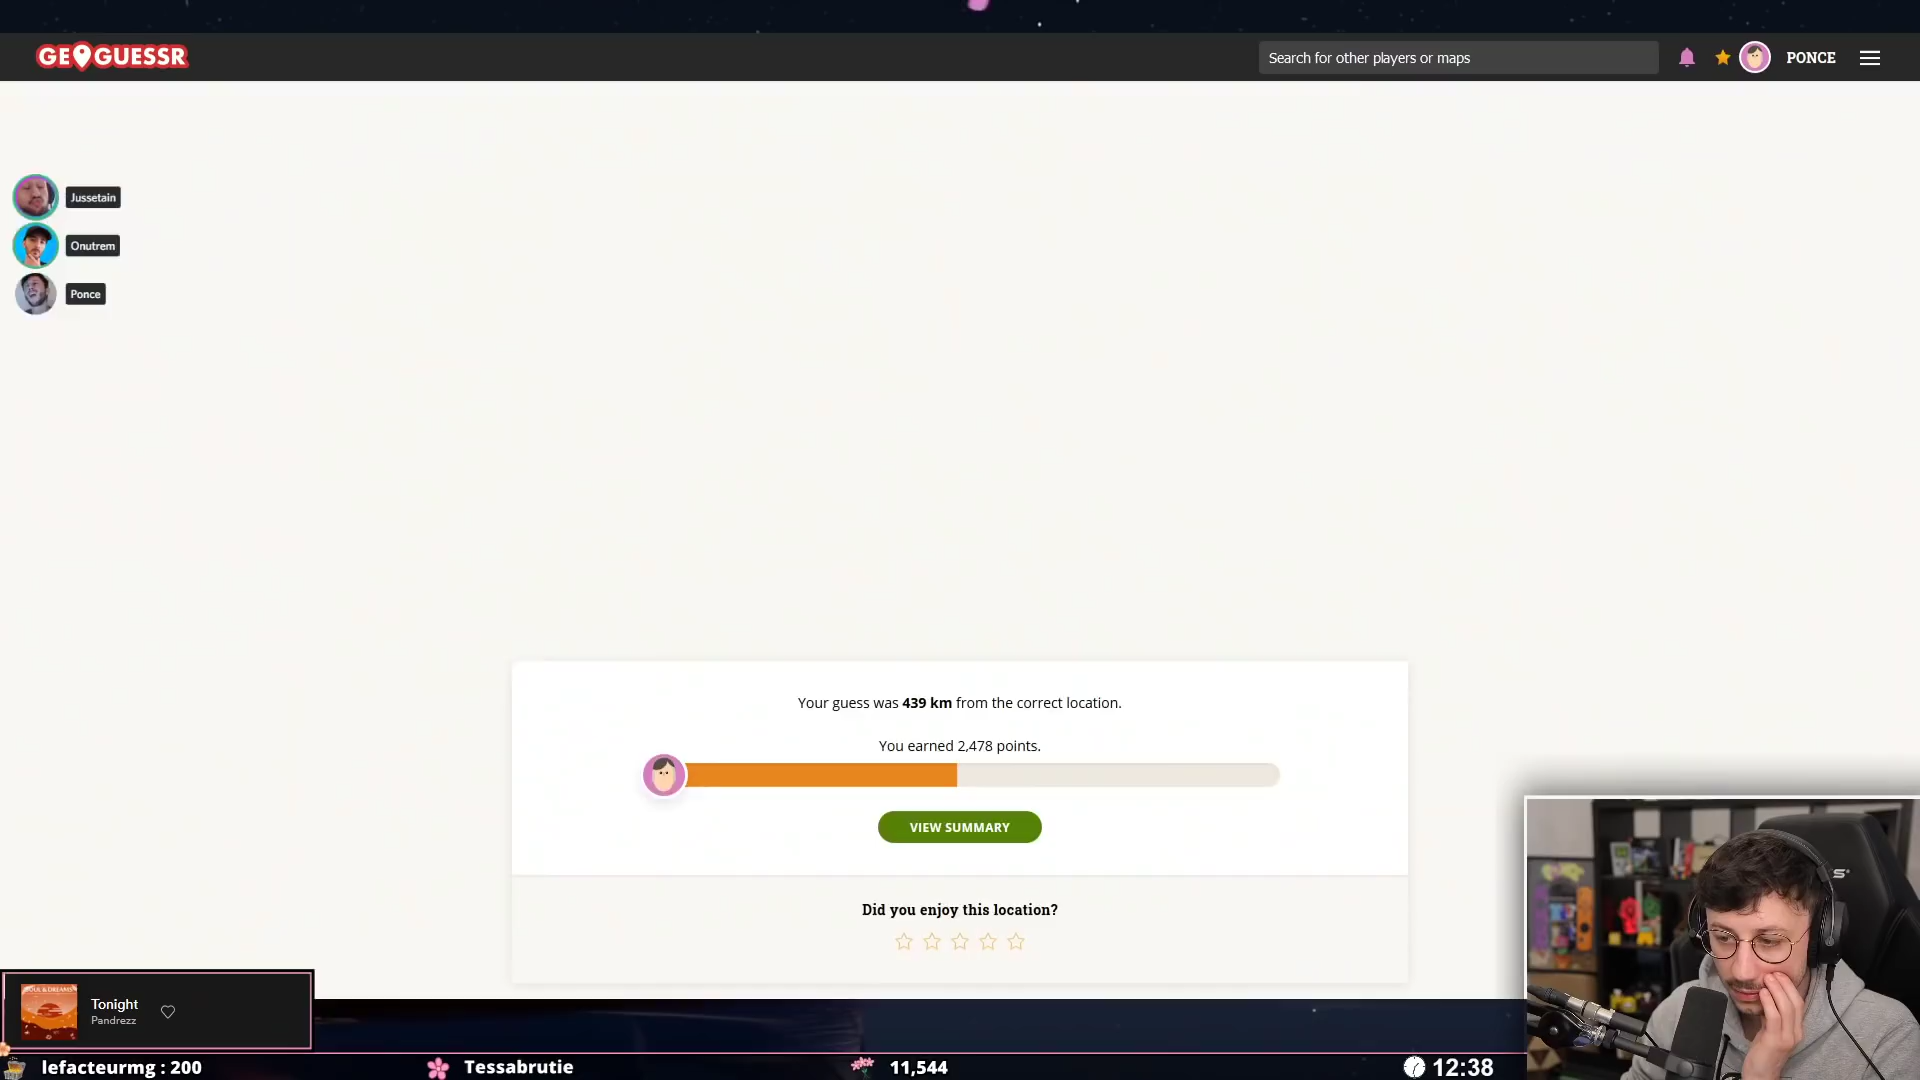 GEOGUESSR
Search for other players or maps
PONCE
Jussetain
Onutrem
Ponce
Your guess was 439 km from the correct location.
You earned 2,478 points.
VIEW SUMMARY
Did you enjoy this location?
SOUL & DREAMS
Tonight
Pandrezz
lefacteurmg : 200
Tessabrutie
11,544
12:38